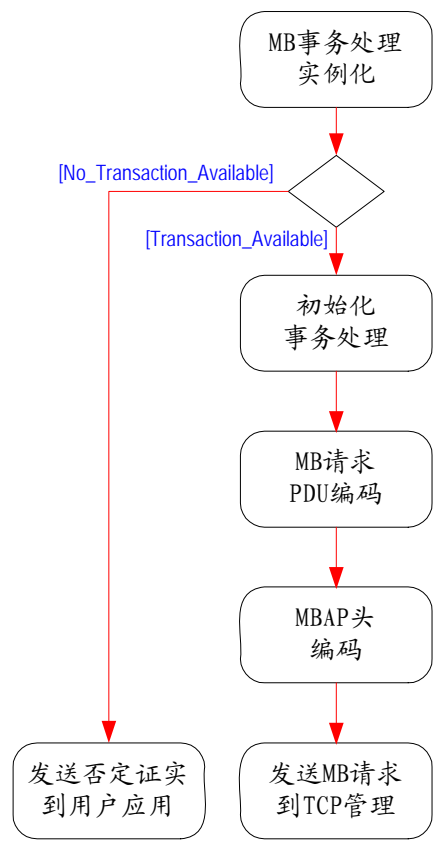 MB事务处理
实例化
[No_Transaction_Available]
[Transaction_Available]
初始化
事务处理
MB请求
PDU编码
MBAP头
编码
发送否定证实
到用户应用
发送MB请求
到TCP管理